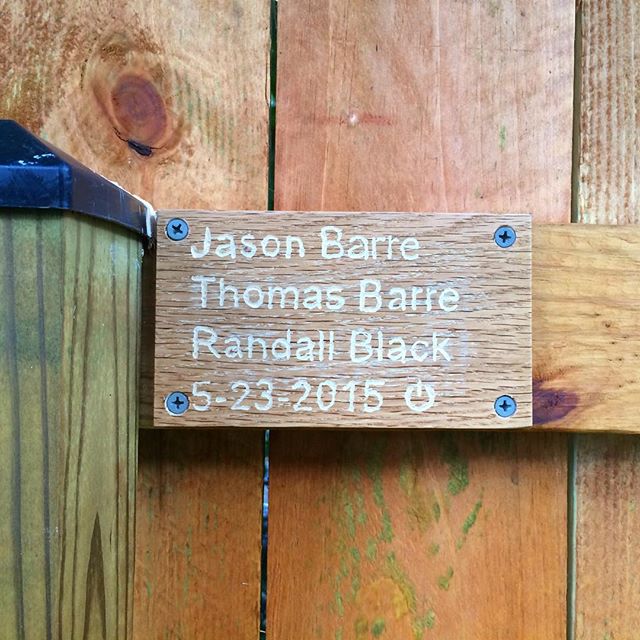 Jason Barre
Thomas Barre
Randall Black
5-23-2015 ⏻